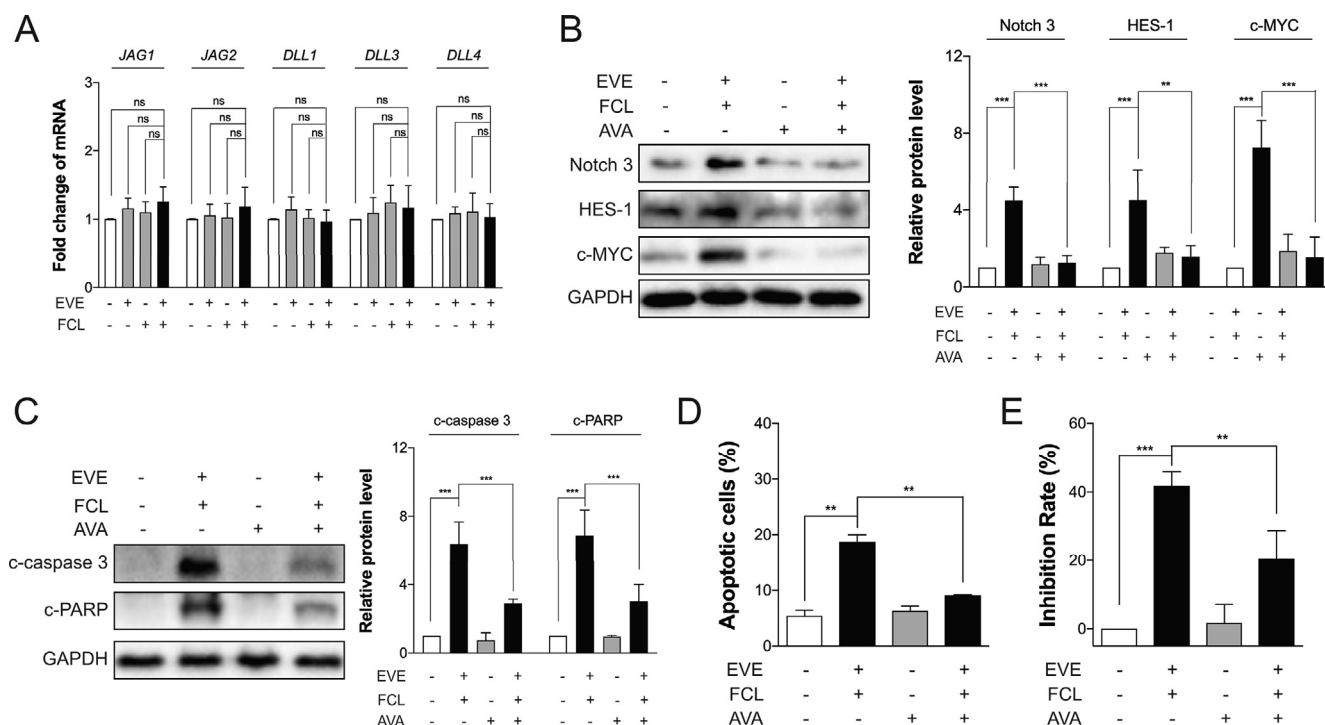 A
JAG1 JAG2 DLL1 DLL3 DLL4
Fold change of mRNA
3
2
1
0
ns ns ns ns ns
ns ns ns ns ns
ns ns ns ns ns
EVE - + - + - + - + - + - + - + - + - + - +
FCL - - + + - - + + - - + + - - + + - - + +
B
EVE - + - +
FCL - + - +
AVA - - + +
Notch 3
HES-1
c-MYC
GAPDH
Notch 3 HES-1 c-MYC
Relative protein level
12
8
4
0
*** *** *** ** *** ***
EVE - + - + - + - + - + - +
FCL - + - + - + - + - + - +
AVA - - + + - - + + - - + +
C
EVE - + - +
FCL - + - +
AVA - - + +
c-caspase 3
c-PARP
GAPDH
c-caspase 3 c-PARP
Relative protein level
12
8
4
0
*** *** *** ***
EVE - + - + - + - +
FCL - + - + - + - +
AVA - - + + - - + +
D
Apoptotic cells (%)
40
30
20
10
0
** **
EVE - + - +
FCL - + - +
AVA - - + +
E
Inhibition Rate (%)
60
40
20
0
*** **
EVE - + - +
FCL - + - +
AVA - - + +